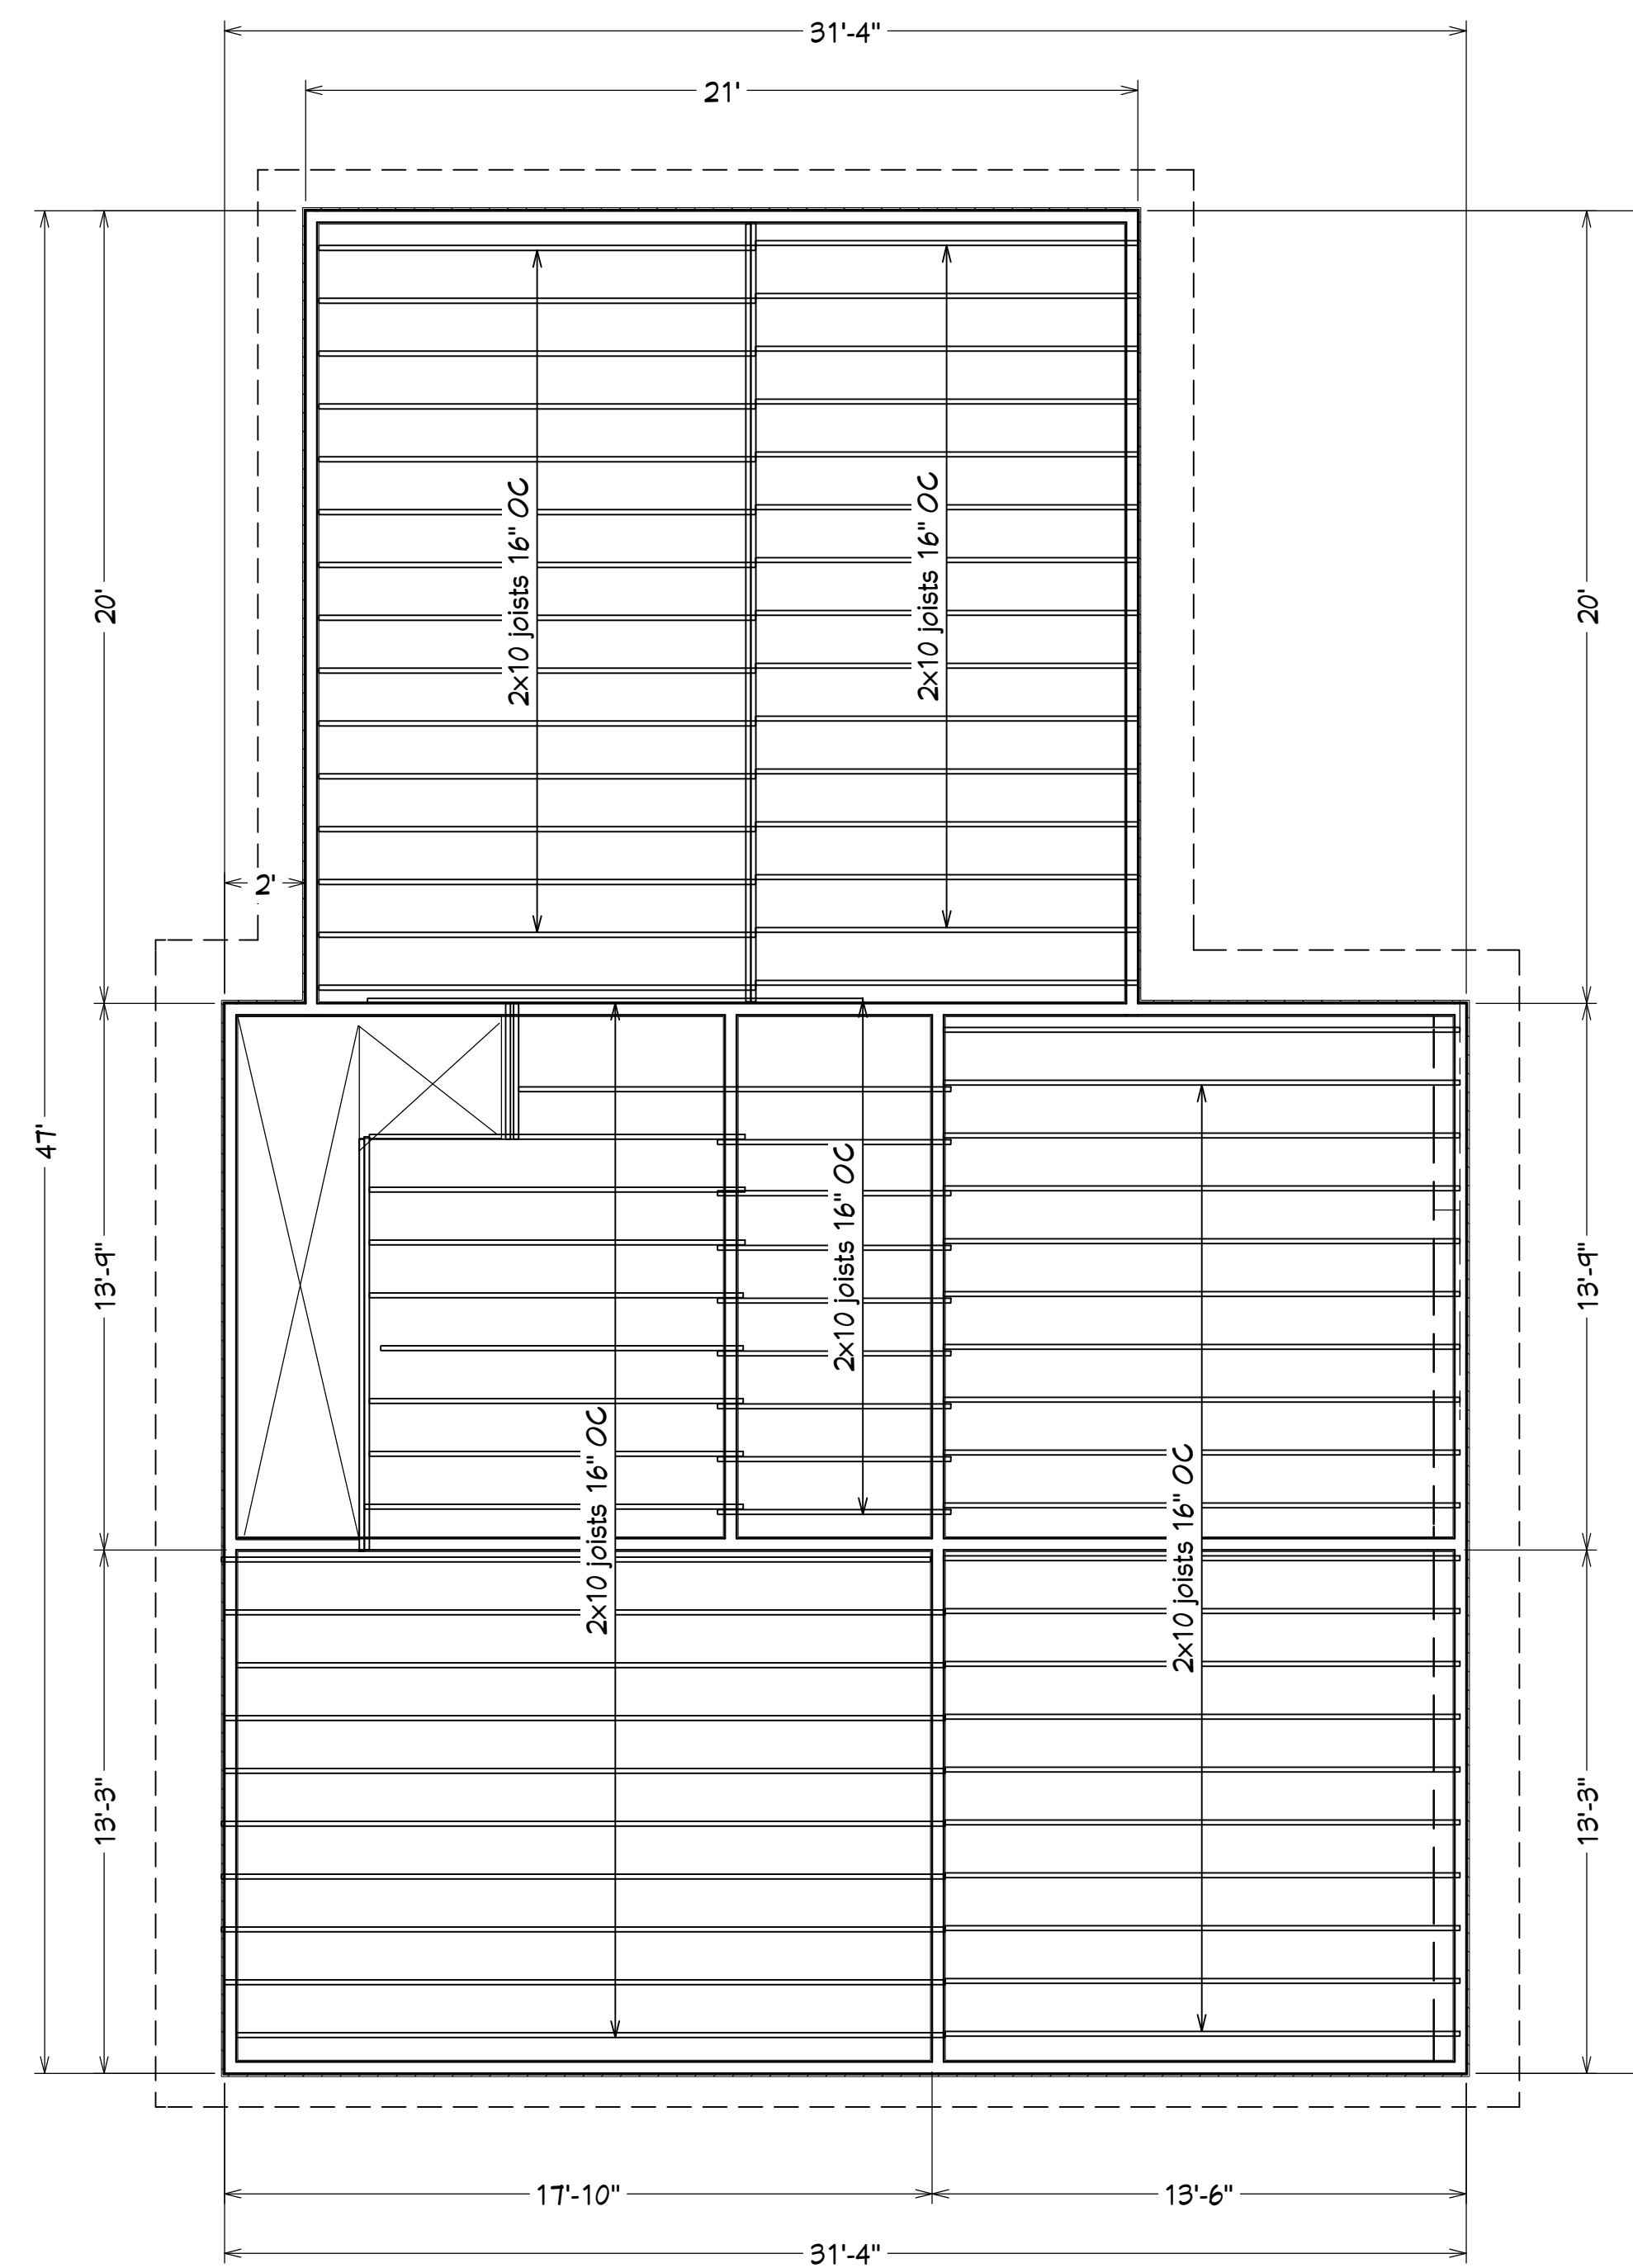 31'-4"
21'
2x10 joists 16" OC
2x10 joists 16" OC
20'
20'
2'
47'
2x10 joists 16" OC
13'-9"
13'-9"
2x10 joists 16" OC
2x10 joists 16" OC
13'-3"
13'-3"
17'-10"
13'-6"
31'-4"